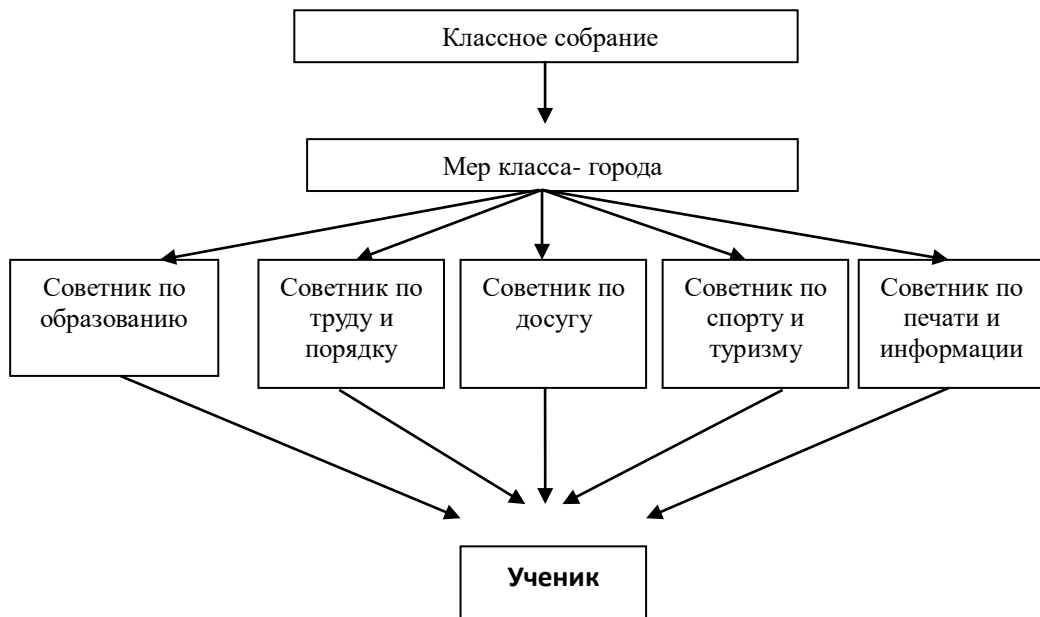 Классное собрание
Мер класса- города
Советник по
образованию
Советник по
труду и
порядку
Советник по
досугу
Советник по
спорту и
туризму
Советник по
печати и
информации
Ученик